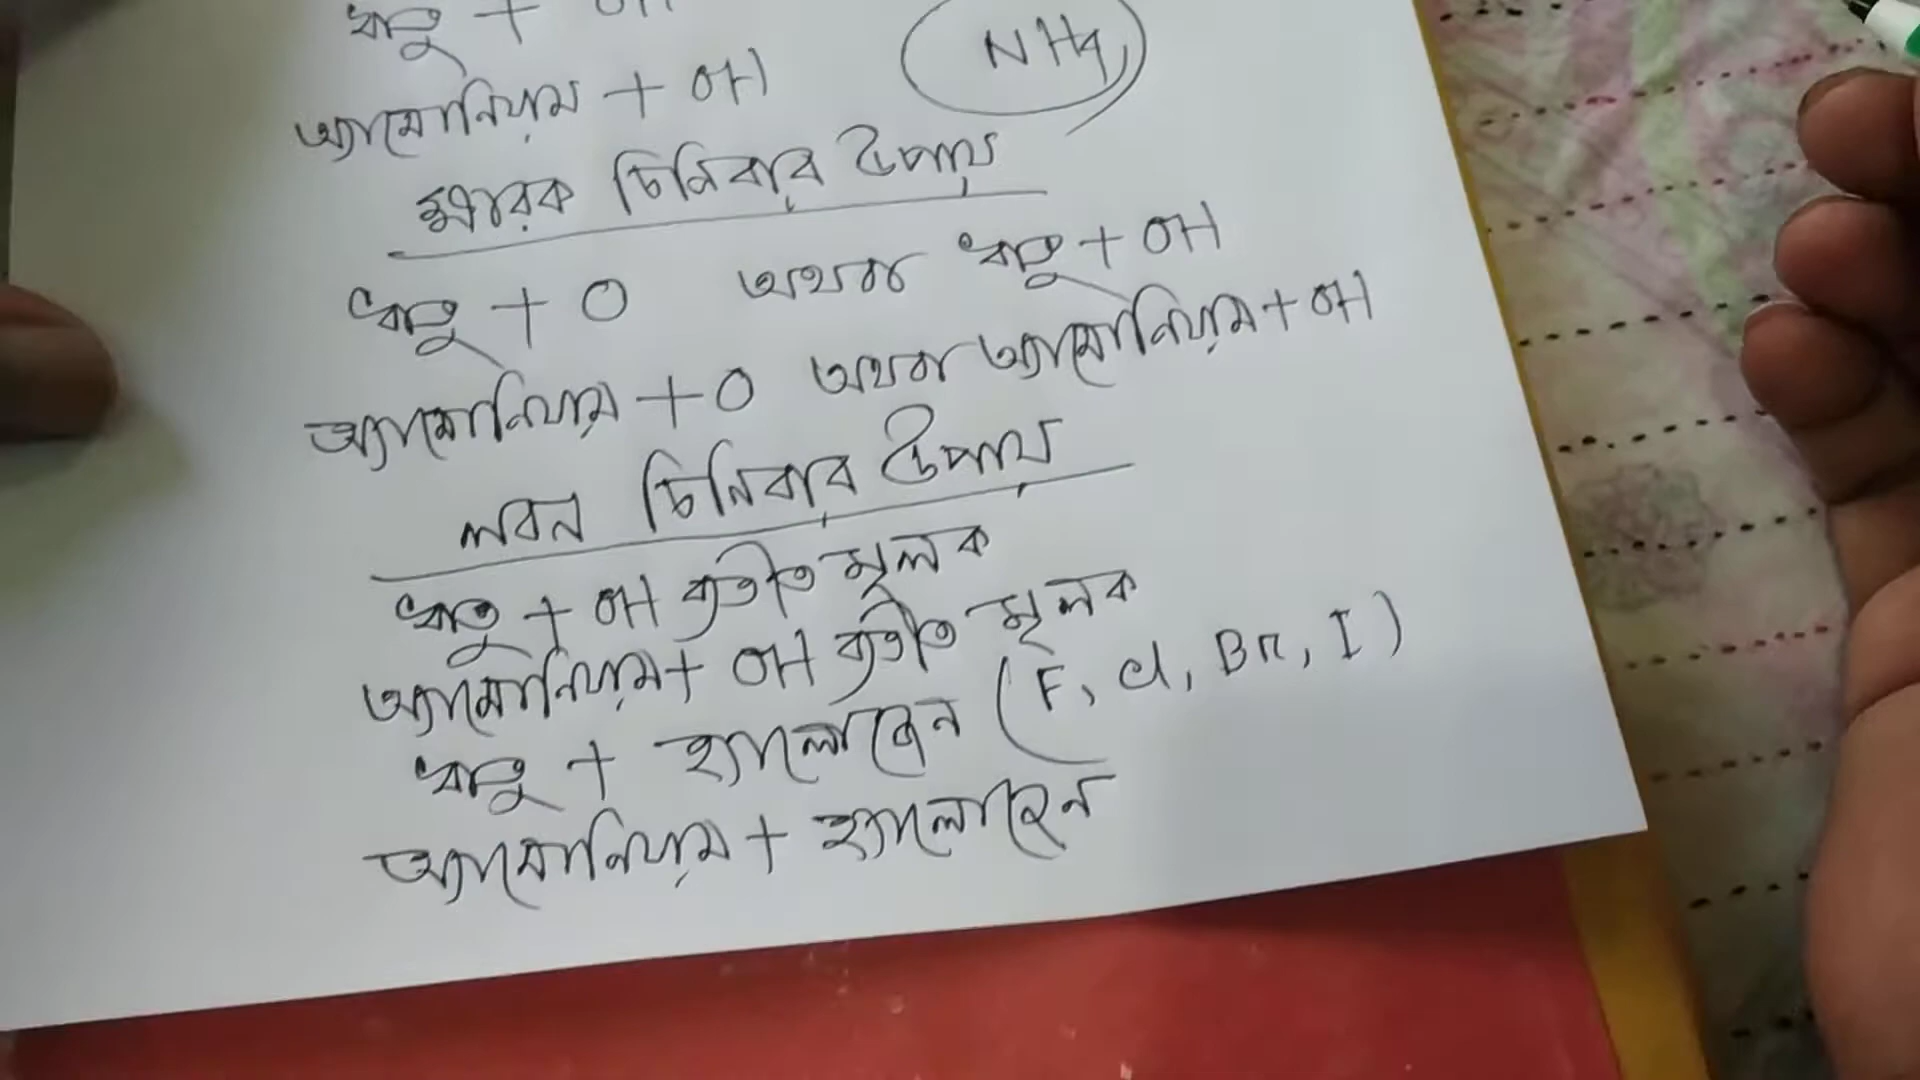 ধাতু + OH
NH4
অ্যামোনিয়াম + OH
ক্ষারক চিনিবার উপায়
ধাতু + O অথবা ধাতু + OH
অ্যামোনিয়াম + O অথবা অ্যামোনিয়াম + OH
লবন চিনিবার উপায়
ধাতু + OH ব্যতীত মূলক
অ্যামোনিয়াম + OH ব্যতীত মূলক
ধাতু + হ্যালোজেন (F, Cl, Br, I)
অ্যামোনিয়াম + হ্যালোজেন